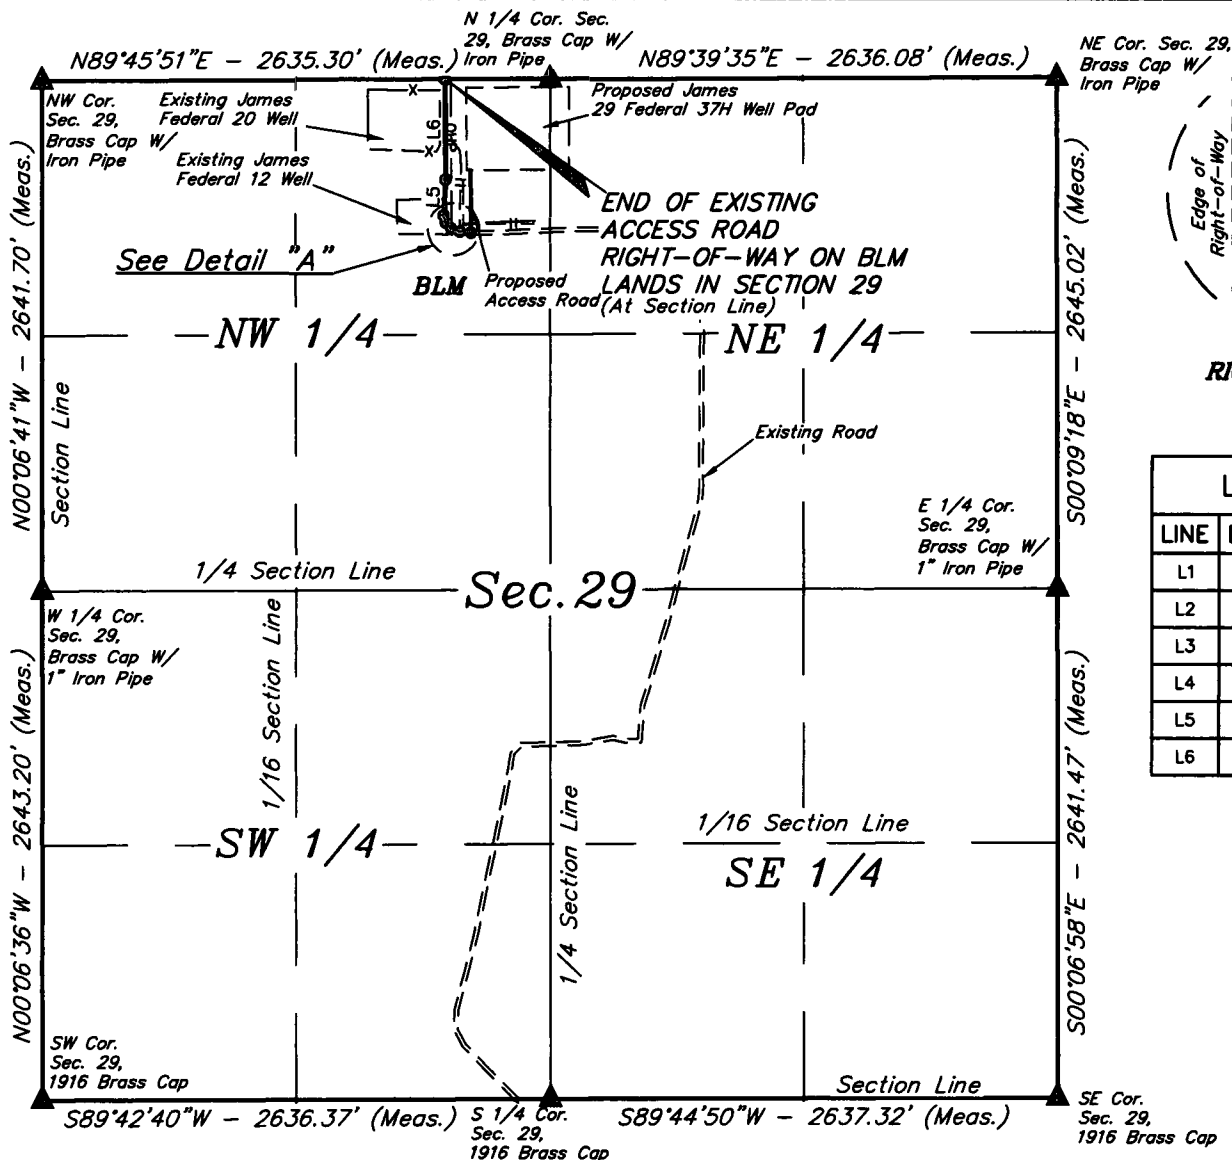 N 1/4 Cor. Sec.
29, Brass Cap W/
Iron Pipe
N89°45'51"E - 2635.30' (Meas.)
N89°39'35"E - 2636.08' (Meas.)
NE Cor. Sec. 29,
Brass Cap W/
Iron Pipe
NW Cor.
Sec. 29,
Brass Cap W/
Iron Pipe
Existing James
Federal 20 Well
Existing James
Federal 12 Well
Proposed James
29 Federal 37H Well Pad
L6
L5
END OF EXISTING
ACCESS ROAD
RIGHT-OF-WAY ON BLM
LANDS IN SECTION 29
(At Section Line)
See Detail "A"
BLM
Proposed
Access Road
Edge of
Right-of-Way
N00°06'41"W - 2641.70' (Meas.)
Section Line
S00°09'18"E - 2645.02' (Meas.)
NW 1/4
NE 1/4
Existing Road
E 1/4 Cor.
Sec. 29,
Brass Cap W/
1" Iron Pipe
LINE
L1
L2
L3
L4
L5
L6
1/4 Section Line
Sec. 29
W 1/4 Cor.
Sec. 29,
Brass Cap W/
1" Iron Pipe
1/16 Section Line
N00°06'36"W - 2643.20' (Meas.)
S00°06'58"E - 2641.47' (Meas.)
1/4 Section Line
1/16 Section Line
SW 1/4
SE 1/4
SW Cor.
Sec. 29,
1916 Brass Cap
Section Line
S89°42'40"W - 2636.37' (Meas.)
S 1/4 Cor.
Sec. 29,
1916 Brass Cap
S89°44'50"W - 2637.32' (Meas.)
SE Cor.
Sec. 29,
1916 Brass Cap